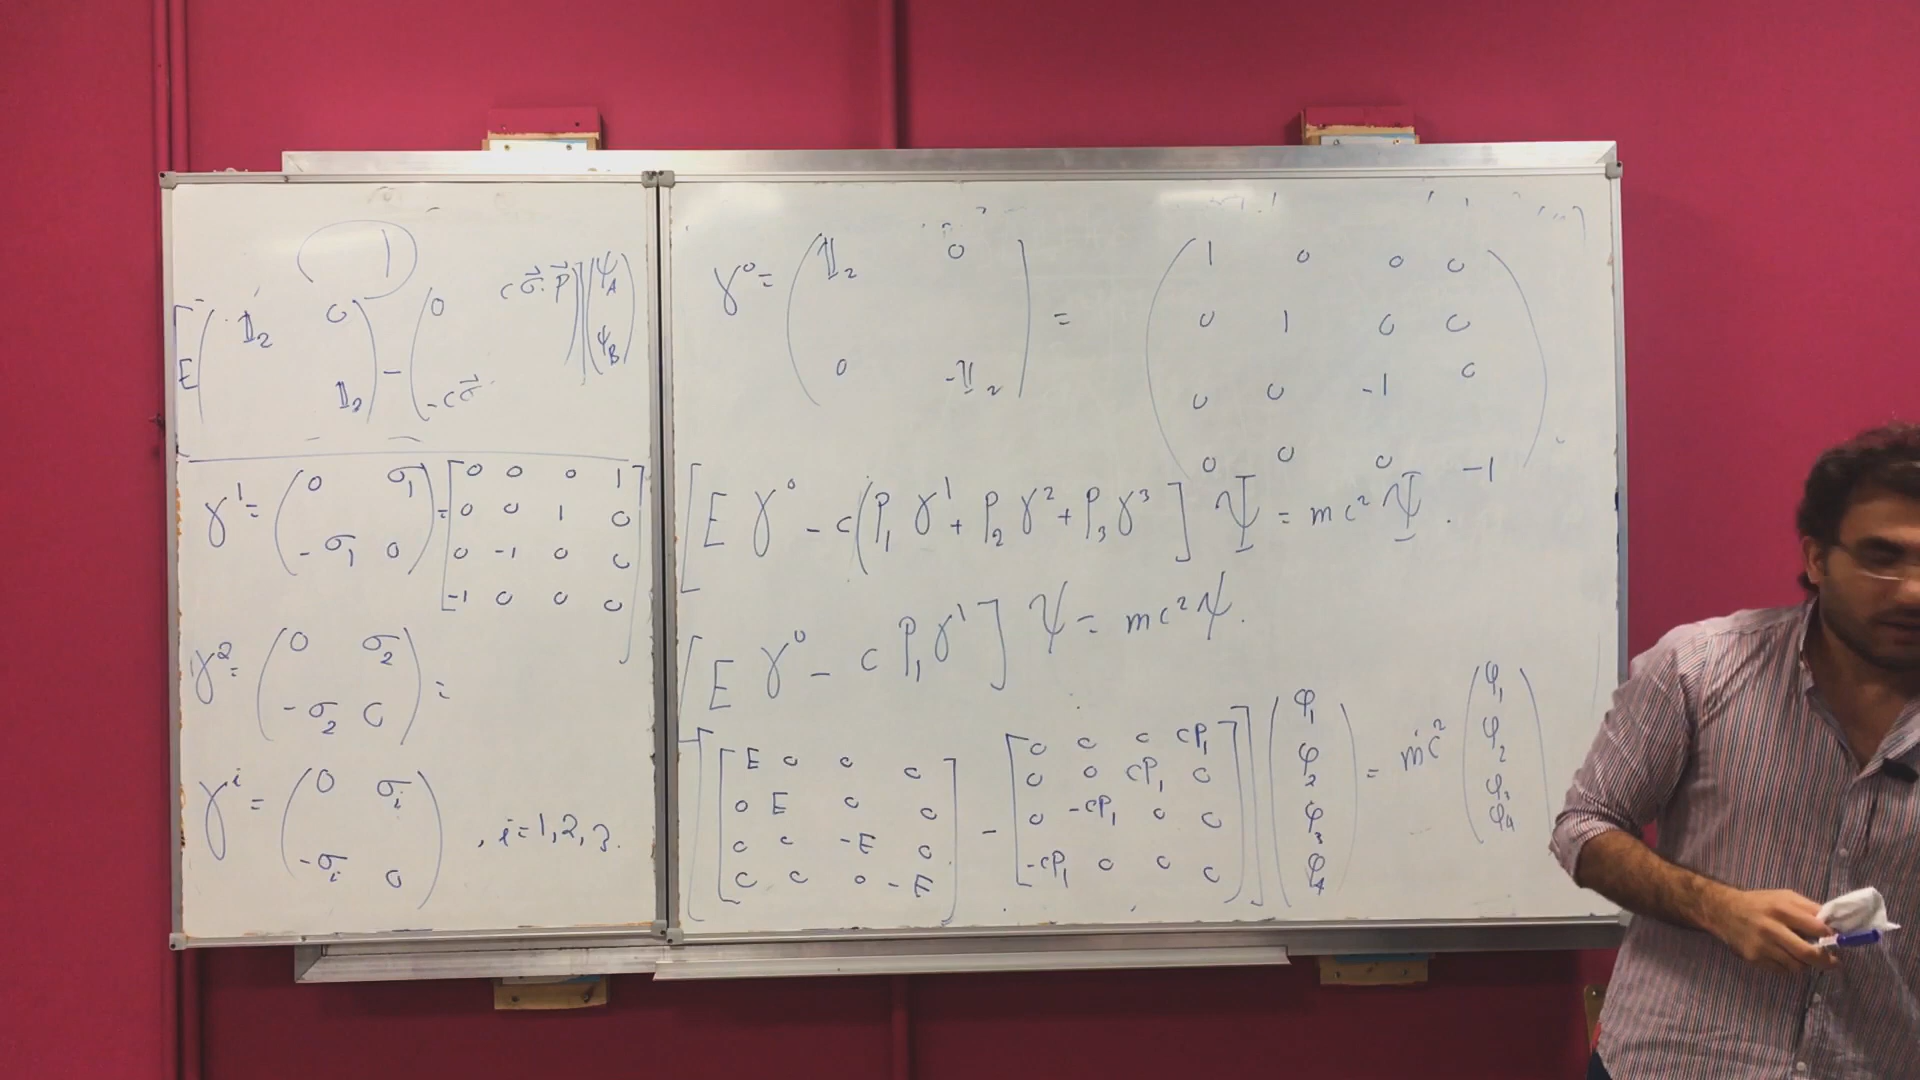 [E ( 𝟙₂ 0
𝟙₂ ) − ( 0 cσ⃗·p⃗
−cσ⃗ ) ] ( ψ_A
ψ_B )
γ¹ = ( 0 σ₁
−σ₁ 0 ) = [ 0 0 0 1
0 0 1 0
0 −1 0 0
−1 0 0 0 ]
γ² = ( 0 σ₂
−σ₂ 0 ) =
γⁱ = ( 0 σᵢ
−σᵢ 0 ) , i=1,2,3.
γ⁰ = ( 𝟙₂ 0
0 −𝟙₂ ) = ( 1 0 0 0
0 1 0 0
0 0 −1 0
0 0 0 −1 )
[E γ⁰ − c(P₁ γ¹ + P₂ γ² + P₃ γ³ ] Ψ = mc² Ψ .
[E γ⁰ − c P₁ γ¹ ] ψ = mc² ψ.
[ [ E 0 0 0
0 E 0 0
0 0 −E 0
0 0 0 −E ] − [ 0 0 0 cP₁
0 0 cP₁ 0
0 −cP₁ 0 0
−cP₁ 0 0 0 ] ] ( φ₁
φ₂
φ₃
φ₄ ) = mc² ( φ₁
φ₂
φ₃
φ₄ )